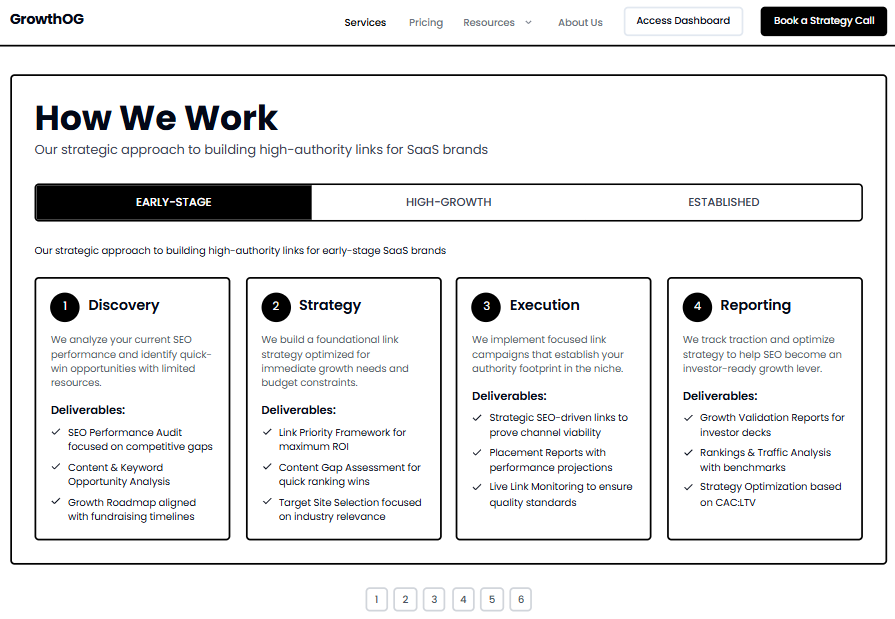 GrowthOG
Services
Pricing
Resources
About Us
Access Dashboard
Book a Strategy Call
How We Work
Our strategic approach to building high-authority links for SaaS brands
EARLY-STAGE
HIGH-GROWTH
ESTABLISHED
Our strategic approach to building high-authority links for early-stage SaaS brands
1 Discovery
We analyze your current SEO
performance and identify quick-
win opportunities with limited
resources.
Deliverables:
SEO Performance Audit
focused on competitive gaps
Content & Keyword
Opportunity Analysis
Growth Roadmap aligned
with fundraising timelines
2 Strategy
We build a foundational link
strategy optimized for
immediate growth needs and
budget constraints.
Deliverables:
Link Priority Framework for
maximum ROI
Content Gap Assessment for
quick ranking wins
Target Site Selection focused
on industry relevance
3 Execution
We implement focused link
campaigns that establish your
authority footprint in the niche.
Deliverables:
Strategic SEO-driven links to
prove channel viability
Placement Reports with
performance projections
Live Link Monitoring to ensure
quality standards
4 Reporting
We track traction and optimize
strategy to help SEO become an
investor-ready growth lever.
Deliverables:
Growth Validation Reports for
investor decks
Rankings & Traffic Analysis
with benchmarks
Strategy Optimization based
on CAC:LTV
1 2 3 4 5 6